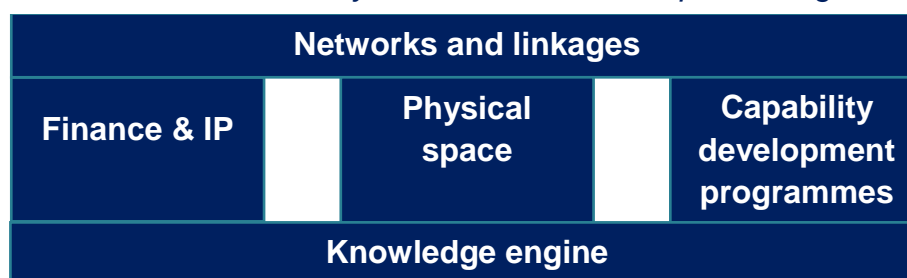 Networks and linkages
Finance & IP
Physical
space
Capability
development
programmes
Knowledge engine